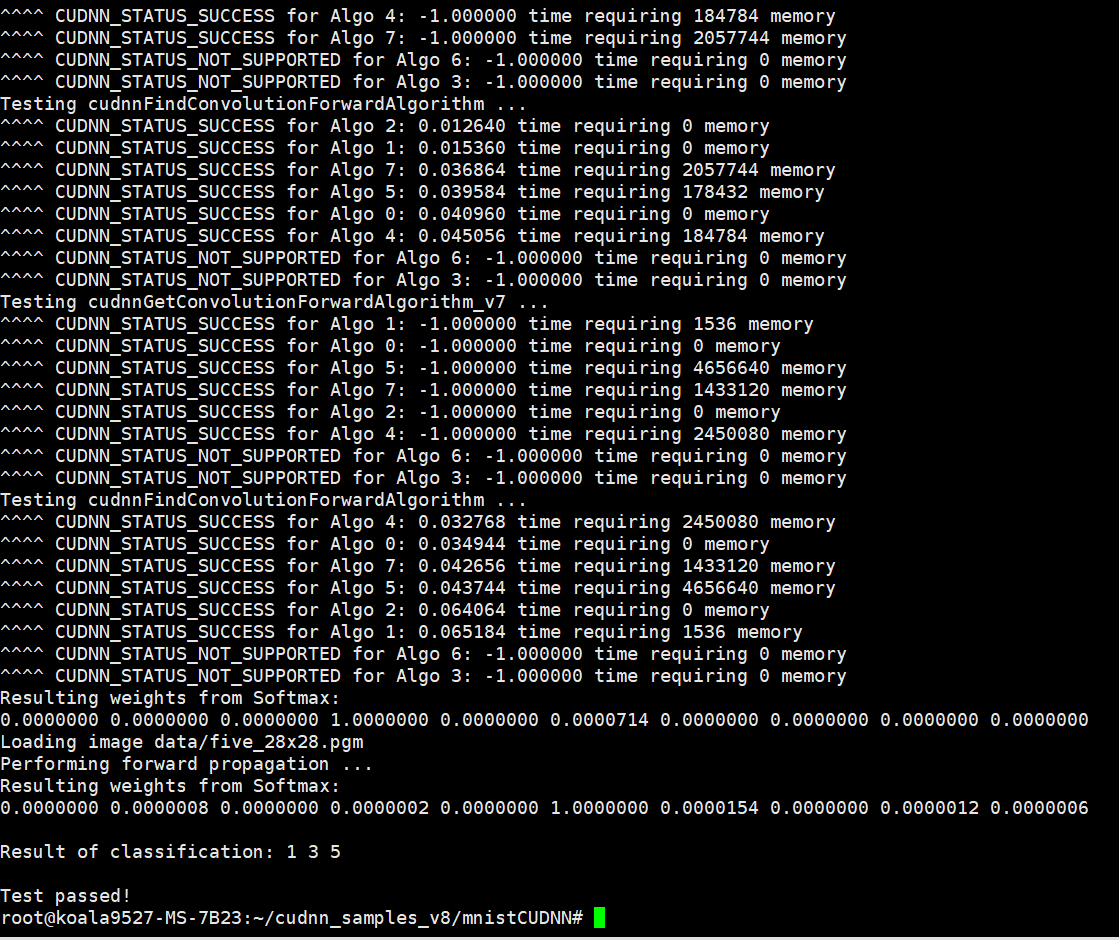 ^^^^ CUDNN_STATUS_SUCCESS for Algo 4: -1.000000 time requiring 184784 memory
^^^^ CUDNN_STATUS_SUCCESS for Algo 7: -1.000000 time requiring 2057744 memory
^^^^ CUDNN_STATUS_NOT_SUPPORTED for Algo 6: -1.000000 time requiring 0 memory
^^^^ CUDNN_STATUS_NOT_SUPPORTED for Algo 3: -1.000000 time requiring 0 memory
Testing cudnnFindConvolutionForwardAlgorithm ...
^^^^ CUDNN_STATUS_SUCCESS for Algo 2: 0.012640 time requiring 0 memory
^^^^ CUDNN_STATUS_SUCCESS for Algo 1: 0.015360 time requiring 0 memory
^^^^ CUDNN_STATUS_SUCCESS for Algo 7: 0.036864 time requiring 2057744 memory
^^^^ CUDNN_STATUS_SUCCESS for Algo 5: 0.039584 time requiring 178432 memory
^^^^ CUDNN_STATUS_SUCCESS for Algo 0: 0.040960 time requiring 0 memory
^^^^ CUDNN_STATUS_SUCCESS for Algo 4: 0.045056 time requiring 184784 memory
^^^^ CUDNN_STATUS_NOT_SUPPORTED for Algo 6: -1.000000 time requiring 0 memory
^^^^ CUDNN_STATUS_NOT_SUPPORTED for Algo 3: -1.000000 time requiring 0 memory
Testing cudnnGetConvolutionForwardAlgorithm_v7 ...
^^^^ CUDNN_STATUS_SUCCESS for Algo 1: -1.000000 time requiring 1536 memory
^^^^ CUDNN_STATUS_SUCCESS for Algo 0: -1.000000 time requiring 0 memory
^^^^ CUDNN_STATUS_SUCCESS for Algo 5: -1.000000 time requiring 4656640 memory
^^^^ CUDNN_STATUS_SUCCESS for Algo 7: -1.000000 time requiring 1433120 memory
^^^^ CUDNN_STATUS_SUCCESS for Algo 2: -1.000000 time requiring 0 memory
^^^^ CUDNN_STATUS_SUCCESS for Algo 4: -1.000000 time requiring 2450080 memory
^^^^ CUDNN_STATUS_NOT_SUPPORTED for Algo 6: -1.000000 time requiring 0 memory
^^^^ CUDNN_STATUS_NOT_SUPPORTED for Algo 3: -1.000000 time requiring 0 memory
Testing cudnnFindConvolutionForwardAlgorithm ...
^^^^ CUDNN_STATUS_SUCCESS for Algo 4: 0.032768 time requiring 2450080 memory
^^^^ CUDNN_STATUS_SUCCESS for Algo 0: 0.034944 time requiring 0 memory
^^^^ CUDNN_STATUS_SUCCESS for Algo 7: 0.042656 time requiring 1433120 memory
^^^^ CUDNN_STATUS_SUCCESS for Algo 5: 0.043744 time requiring 4656640 memory
^^^^ CUDNN_STATUS_SUCCESS for Algo 2: 0.064064 time requiring 0 memory
^^^^ CUDNN_STATUS_SUCCESS for Algo 1: 0.065184 time requiring 1536 memory
^^^^ CUDNN_STATUS_NOT_SUPPORTED for Algo 6: -1.000000 time requiring 0 memory
^^^^ CUDNN_STATUS_NOT_SUPPORTED for Algo 3: -1.000000 time requiring 0 memory
Resulting weights from Softmax:
0.0000000 0.0000000 0.0000000 1.0000000 0.0000000 0.0000714 0.0000000 0.0000000 0.0000000 0.0000000
Loading image data/five_28x28.pgm
Performing forward propagation ...
Resulting weights from Softmax:
0.0000000 0.0000008 0.0000000 0.0000002 0.0000000 1.0000000 0.0000154 0.0000000 0.0000012 0.0000006
Result of classification: 1 3 5
Test passed!
root@koala9527-MS-7B23:~/cudnn_samples_v8/mnistCUDNN#